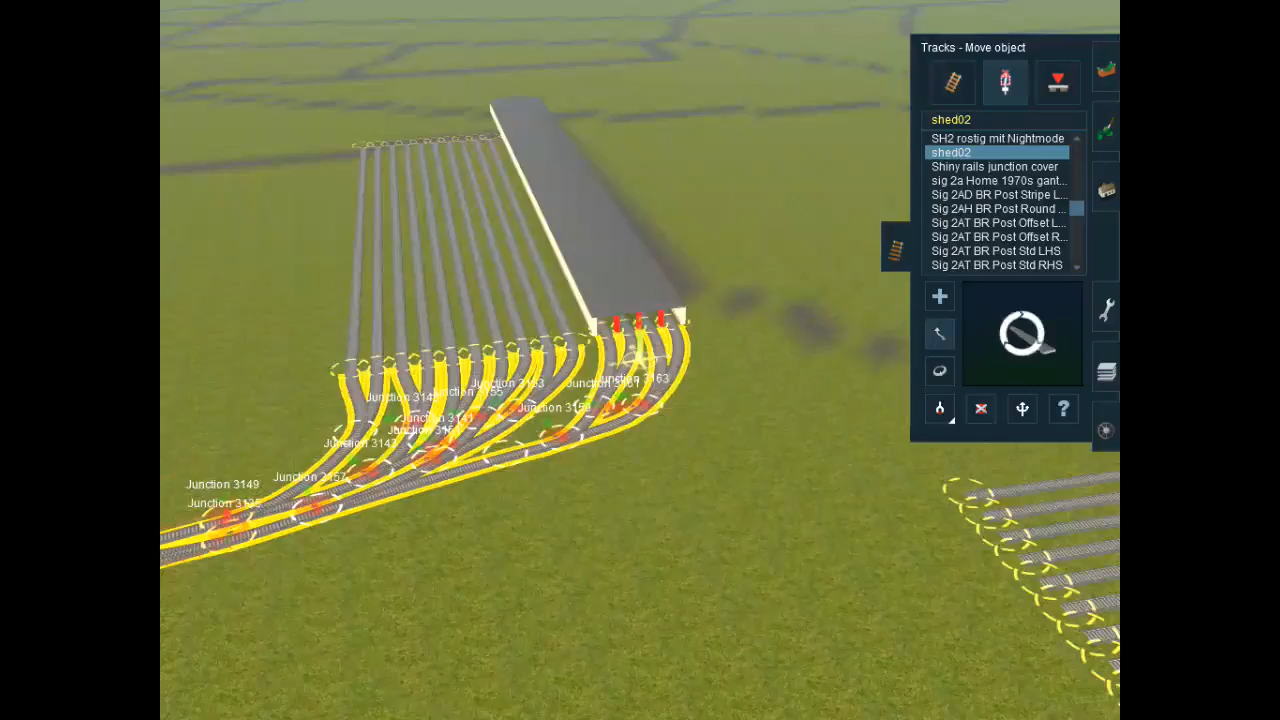 Tracks - Move object
shed02
SH2 rostig mit Nightmode
shed02
Shiny rails junction cover
sig 2a Home 1970s gant...
Sig 2AD BR Post Stripe L...
Sig 2AH BR Post Round ...
Sig 2AT BR Post Offset L...
Sig 2AT BR Post Offset R...
Sig 2AT BR Post Std LHS
Sig 2AT BR Post Std RHS
?
Junction 3163
Junction 3155
Junction 3159
Junction 3147
Junction 3157
Junction 3149